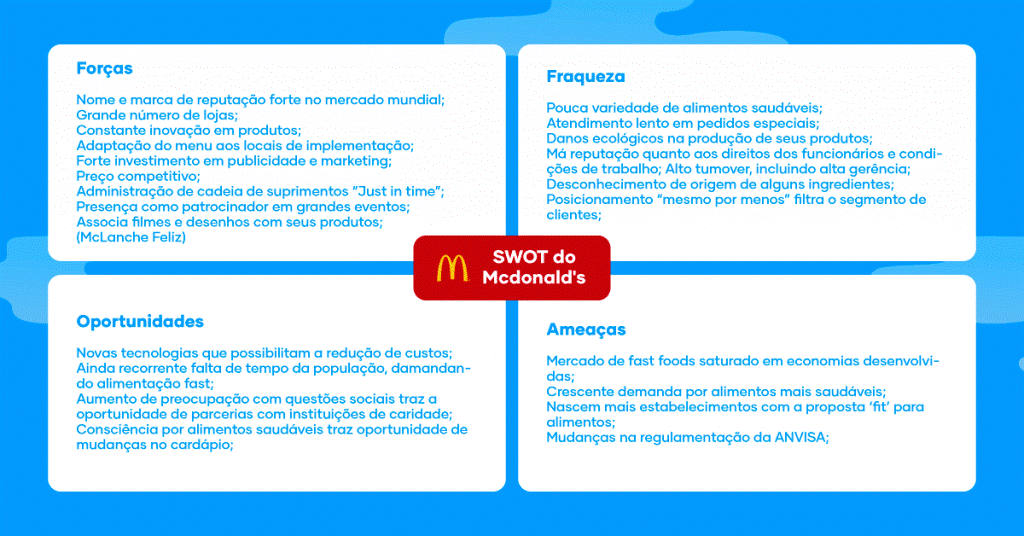 Forças
Nome e marca de reputação forte no mercado mundial;
Grande número de lojas;
Constante inovação em produtos;
Adaptação do menu aos locais de implementação;
Forte investimento em publicidade e marketing;
Preço competitivo;
Administração de cadeia de suprimentos “Just in time”;
Presença como patrocinador em grandes eventos;
Associa filmes e desenhos com seus produtos;
(McLanche Feliz)
Fraqueza
Pouca variedade de alimentos saudáveis;
Atendimento lento em pedidos especiais;
Danos ecológicos na produção de seus produtos;
Má reputação quanto aos direitos dos funcionários e condi-
ções de trabalho; Alto tumover, incluindo alta gerência;
Desconhecimento de origem de alguns ingredientes;
Posicionamento “mesmo por menos” filtra o segmento de
clientes;
SWOT do
Mcdonald's
Oportunidades
Novas tecnologias que possibilitam a redução de custos;
Ainda recorrente falta de tempo da população, damandan-
do alimentação fast;
Aumento de preocupação com questões sociais traz a
oportunidade de parcerias com instituições de caridade;
Consciência por alimentos saudáveis traz oportunidade de
mudanças no cardápio;
Ameaças
Mercado de fast foods saturado em economias desenvolvi-
das;
Crescente demanda por alimentos mais saudáveis;
Nascem mais estabelecimentos com a proposta ‘fit’ para
alimentos;
Mudanças na regulamentação da ANVISA;